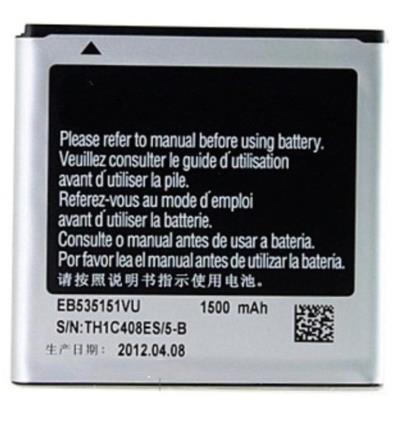 Please refer to manual before using battery.
Veuillez consulter le guide d'utilisation
avant d'utiliser la pile.
Referez-vous au mode d'emploi
avant d'utiliser la batterie.
Consulte o manual antes de usar a bateria.
Por favor lea el manual antes de utilizar la bateria.
请按照说明书指示使用电池。
EB535151VU 1500 mAh
S/N:TH1C408ES/5-B
生产日期: 2012.04.08